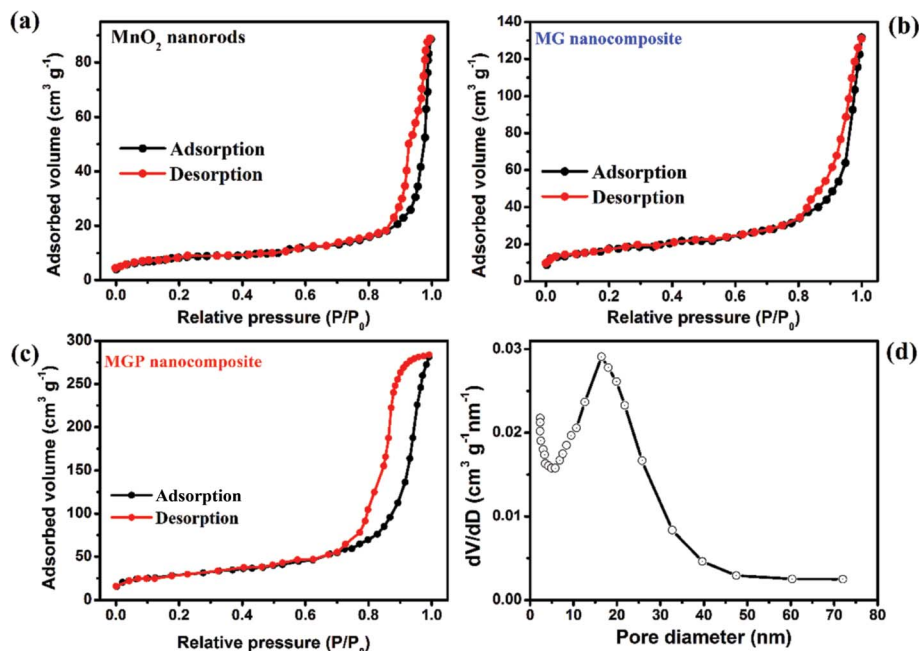 (a)
MnO₂ nanorods
Adsorbed volume (cm³ g⁻¹)
80
60
40
20
0
Adsorption
Desorption
0.0 0.2 0.4 0.6 0.8 1.0
Relative pressure (P/P₀)
(b)
MG nanocomposite
Adsorbed volume (cm³ g⁻¹)
140
120
100
80
60
40
20
0
Adsorption
Desorption
0.0 0.2 0.4 0.6 0.8 1.0
Relative pressure (P/P₀)
(c)
MGP nanocomposite
Adsorbed volume (cm³ g⁻¹)
300
250
200
150
100
50
0
Adsorption
Desorption
0.0 0.2 0.4 0.6 0.8 1.0
Relative pressure (P/P₀)
(d)
dV/dD (cm³ g⁻¹nm⁻¹)
0.03
0.02
0.01
0.00
0 10 20 30 40 50 60 70 80
Pore diameter (nm)